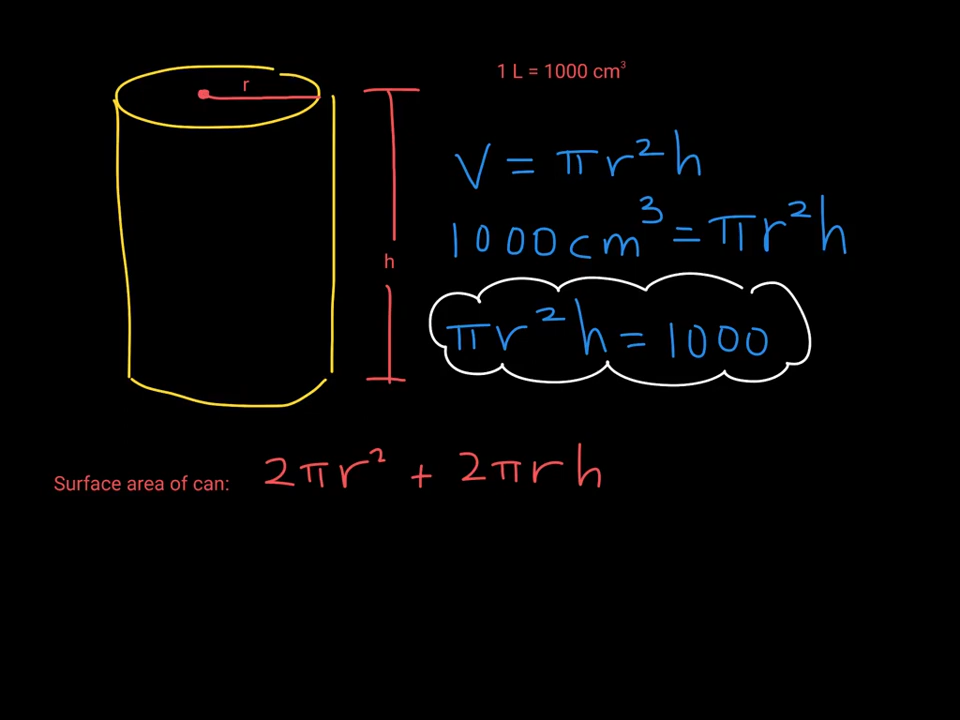 r
1 L = 1000 cm³
V = πr²h
1000cm³ = πr²h
h
πr²h = 1000
Surface area of can: 2πr² + 2πrh